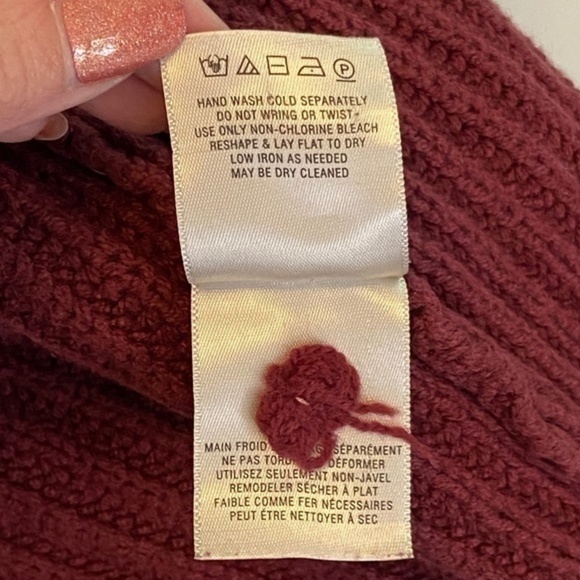 HAND WASH COLD SEPARATELY
DO NOT WRING OR TWIST-
USE ONLY NON-CHLORINE BLEACH
RESHAPE & LAY FLAT TO DRY
LOW IRON AS NEEDED
MAY BE DRY CLEANED
MAIN FROID SÉPARÉMENT
NE PAS DÉFORMER
UTILISEZ SEULEMENT NON-JAVEL
REMODELER SÉCHER À PLAT
FAIBLE COMME FER NÉCESSAIRES
PEUT ÉTRE NETTOYER À SEC